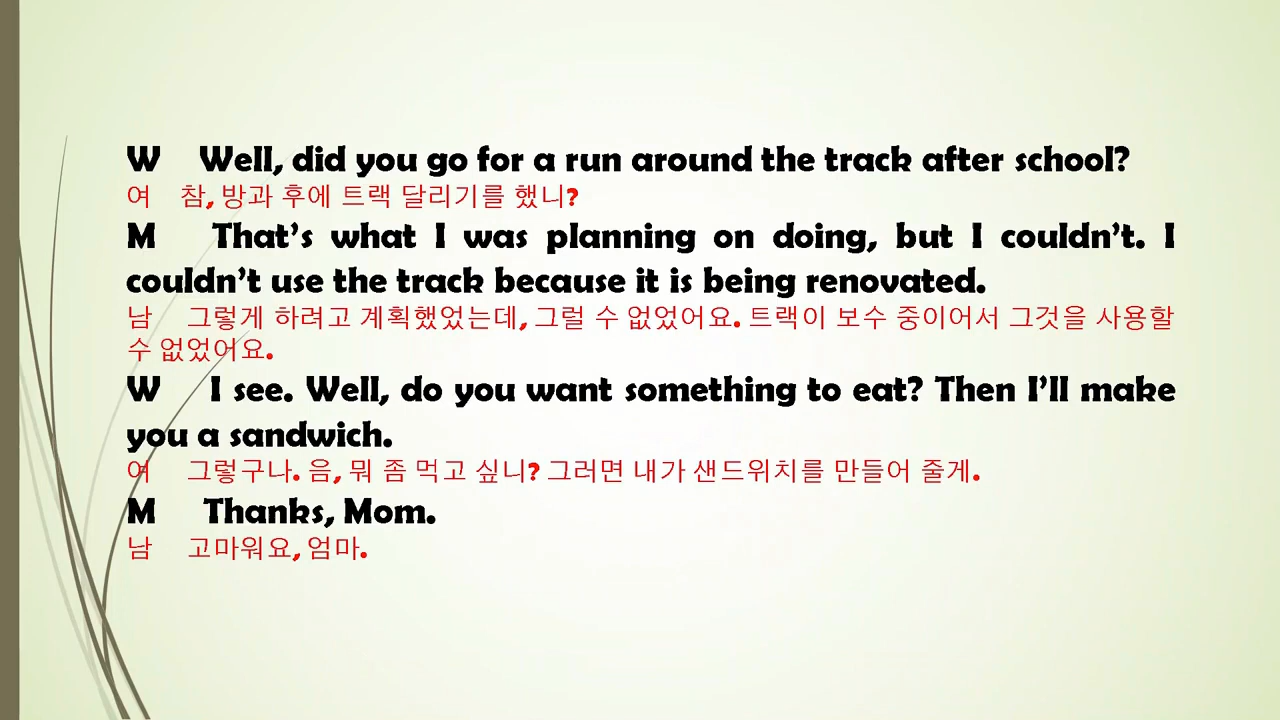 W Well, did you go for a run around the track after school?
여 참, 방과 후에 트랙 달리기를 했니?
M That's what I was planning on doing, but I couldn't. I
couldn't use the track because it is being renovated.
남 그렇게 하려고 계획했었는데, 그럴 수 없었어요. 트랙이 보수 중이어서 그것을 사용할
수 없었어요.
W I see. Well, do you want something to eat? Then I'll make
you a sandwich.
여 그렇구나. 음, 뭐 좀 먹고 싶니? 그러면 내가 샌드위치를 만들어 줄게.
M Thanks, Mom.
남 고마워요, 엄마.